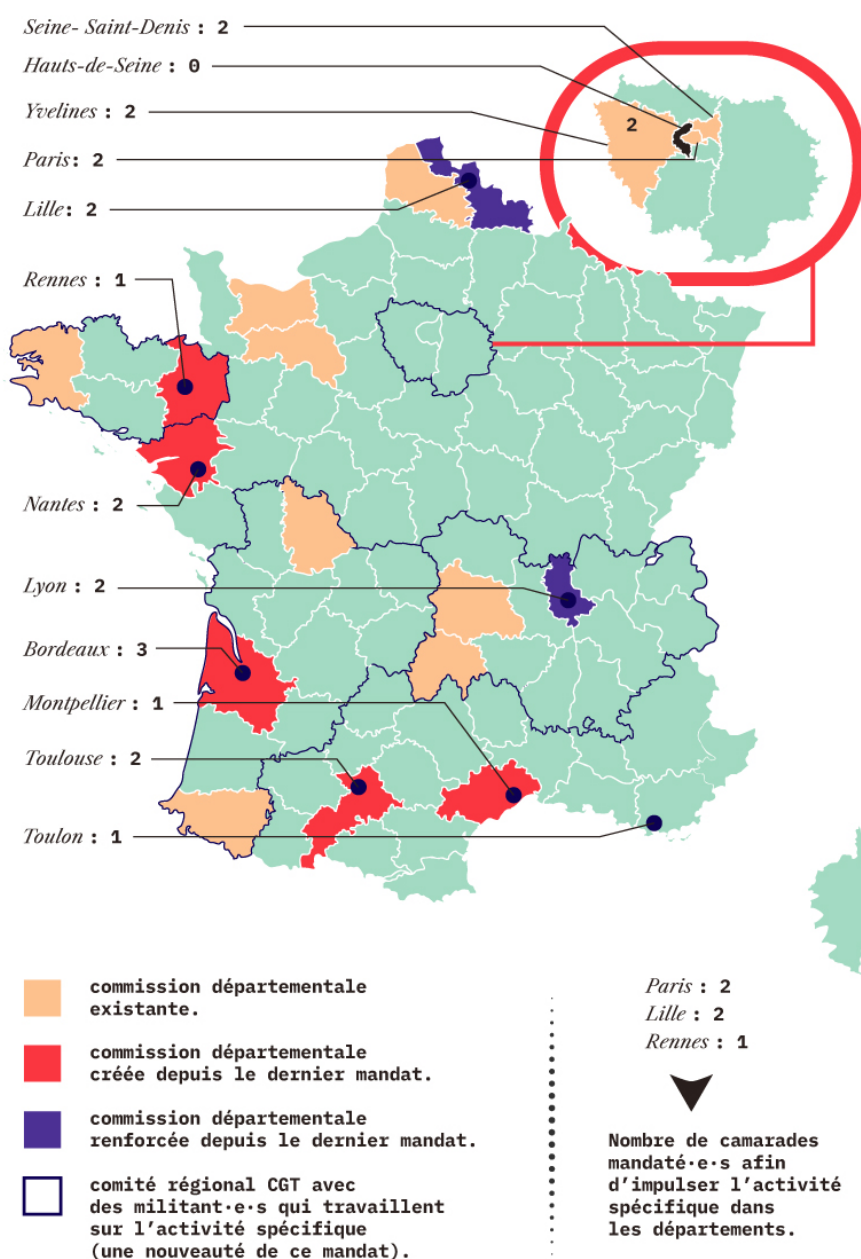 Seine- Saint-Denis : 2
Hauts-de-Seine : 0
Yvelines : 2
2
Paris: 2
Lille: 2
Rennes : 1
Nantes : 2
Lyon : 2
Bordeaux : 3
Montpellier : 1
Toulouse : 2
Toulon : 1
commission départementale
existante.
commission départementale
créée depuis le dernier mandat.
commission départementale
renforcée depuis le dernier mandat.
comité régional CGT avec
des militant·e·s qui travaillent
sur l'activité spécifique
(une nouveauté de ce mandat).
Paris : 2
Lille : 2
Rennes : 1
Nombre de camarades
mandaté·e·s afin
d'impulser l'activité
spécifique dans
les départements.